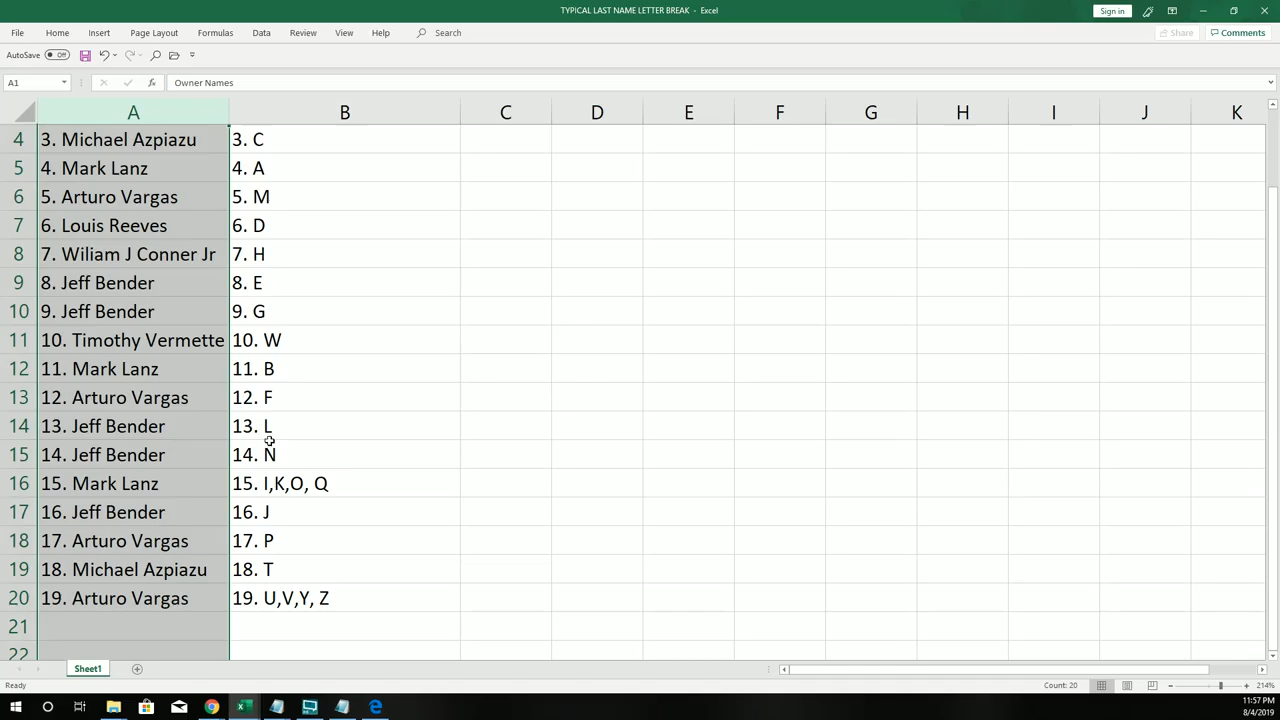 TYPICAL LAST NAME LETTER BREAK - Excel
Sign in
File Home Insert Page Layout Formulas Data Review View Help Search Share Comments
AutoSave Off
A1 fx Owner Names
A B C D E F G H I J K
4 3. Michael Azpiazu 3. C
5 4. Mark Lanz 4. A
6 5. Arturo Vargas 5. M
7 6. Louis Reeves 6. D
8 7. Wiliam J Conner Jr 7. H
9 8. Jeff Bender 8. E
10 9. Jeff Bender 9. G
11 10. Timothy Vermette 10. W
12 11. Mark Lanz 11. B
13 12. Arturo Vargas 12. F
14 13. Jeff Bender 13. L
15 14. Jeff Bender 14. N
16 15. Mark Lanz 15. I,K,O, Q
17 16. Jeff Bender 16. J
18 17. Arturo Vargas 17. P
19 18. Michael Azpiazu 18. T
20 19. Arturo Vargas 19. U,V,Y, Z
21
22
Sheet1
Ready Count: 20 214%
11:57 PM
8/4/2019